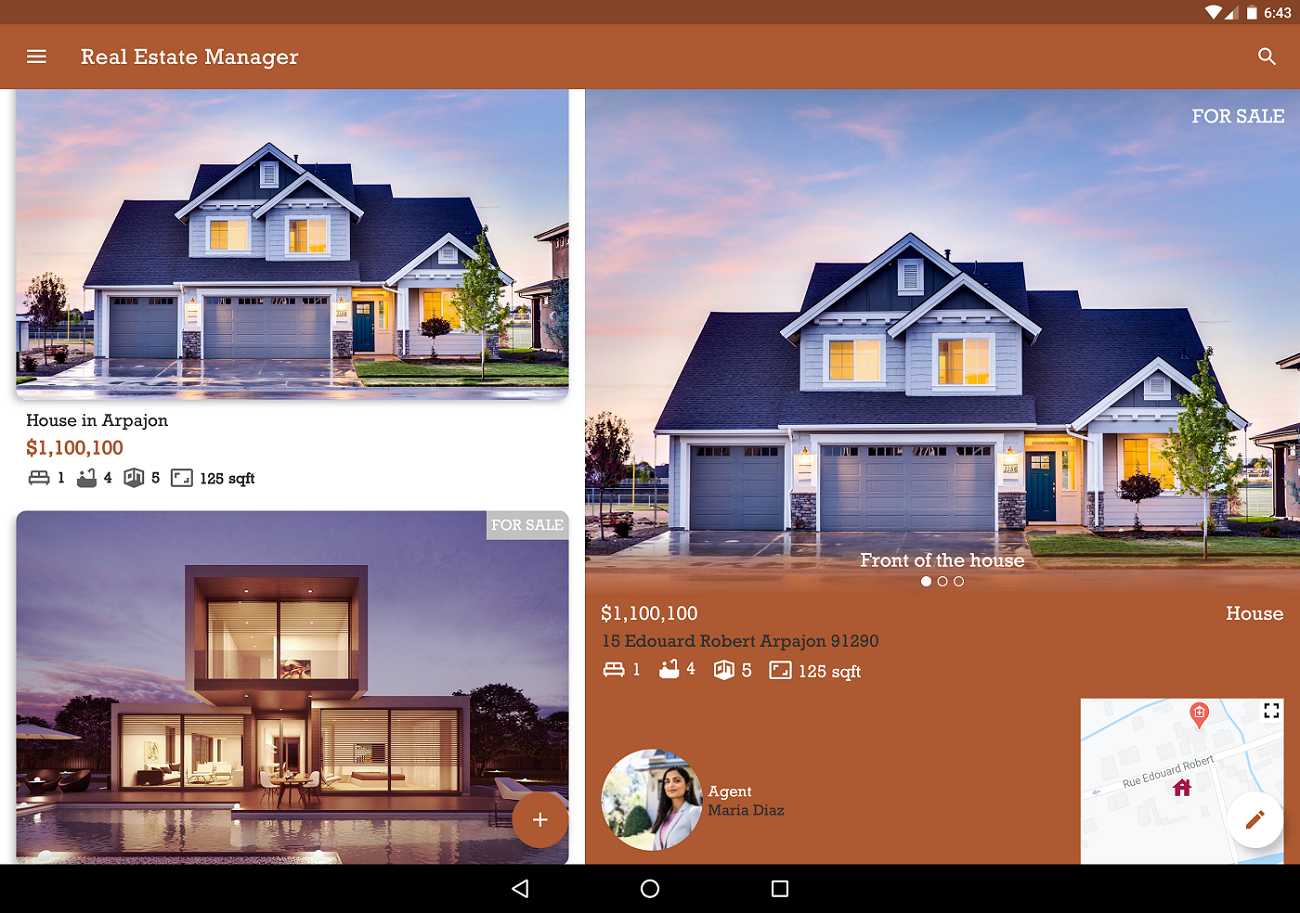 6:43
Real Estate Manager
House in Arpajon
$1,100,100
1 4 5 125 sqft
FOR SALE
FOR SALE
Front of the house
$1,100,100 House
15 Edouard Robert Arpajon 91290
1 4 5 125 sqft
Agent
Maria Diaz
Rue Edouard Robert